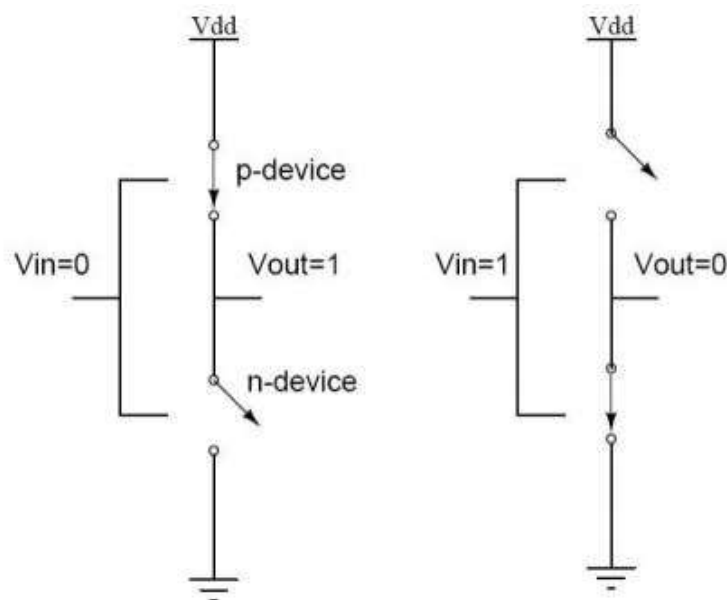 Vdd
p-device
Vin=0
Vout=1
n-device
Vdd
Vin=1
Vout=0